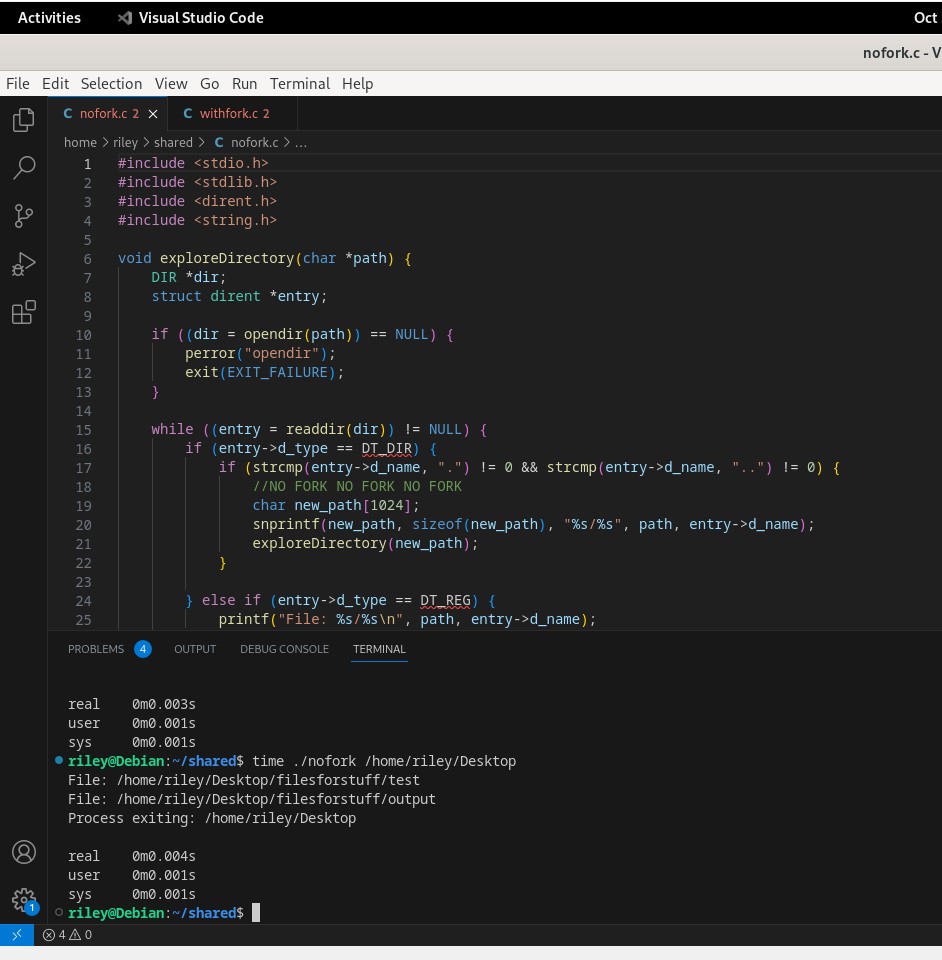 Activities Visual Studio Code Oct
nofork.c - V
File Edit Selection View Go Run Terminal Help
C nofork.c 2 C withfork.c 2
home > riley > shared > C nofork.c > ...
1 #include <stdio.h>
2 #include <stdlib.h>
3 #include <dirent.h>
4 #include <string.h>
5
6 void exploreDirectory(char *path) {
7 DIR *dir;
8 struct dirent *entry;
9
10 if ((dir = opendir(path)) == NULL) {
11 perror("opendir");
12 exit(EXIT_FAILURE);
13 }
14
15 while ((entry = readdir(dir)) != NULL) {
16 if (entry->d_type == DT_DIR) {
17 if (strcmp(entry->d_name, ".") != 0 && strcmp(entry->d_name, "..") != 0) {
18 //NO FORK NO FORK NO FORK
19 char new_path[1024];
20 snprintf(new_path, sizeof(new_path), "%s/%s", path, entry->d_name);
21 exploreDirectory(new_path);
22 }
23
24 } else if (entry->d_type == DT_REG) {
25 printf("File: %s/%s\n", path, entry->d_name);
PROBLEMS 4 OUTPUT DEBUG CONSOLE TERMINAL
real 0m0.003s
user 0m0.001s
sys 0m0.001s
riley@Debian:~/shared$ time ./nofork /home/riley/Desktop
File: /home/riley/Desktop/filesforstuff/test
File: /home/riley/Desktop/filesforstuff/output
Process exiting: /home/riley/Desktop
real 0m0.004s
user 0m0.001s
sys 0m0.001s
1
riley@Debian:~/shared$
4 0